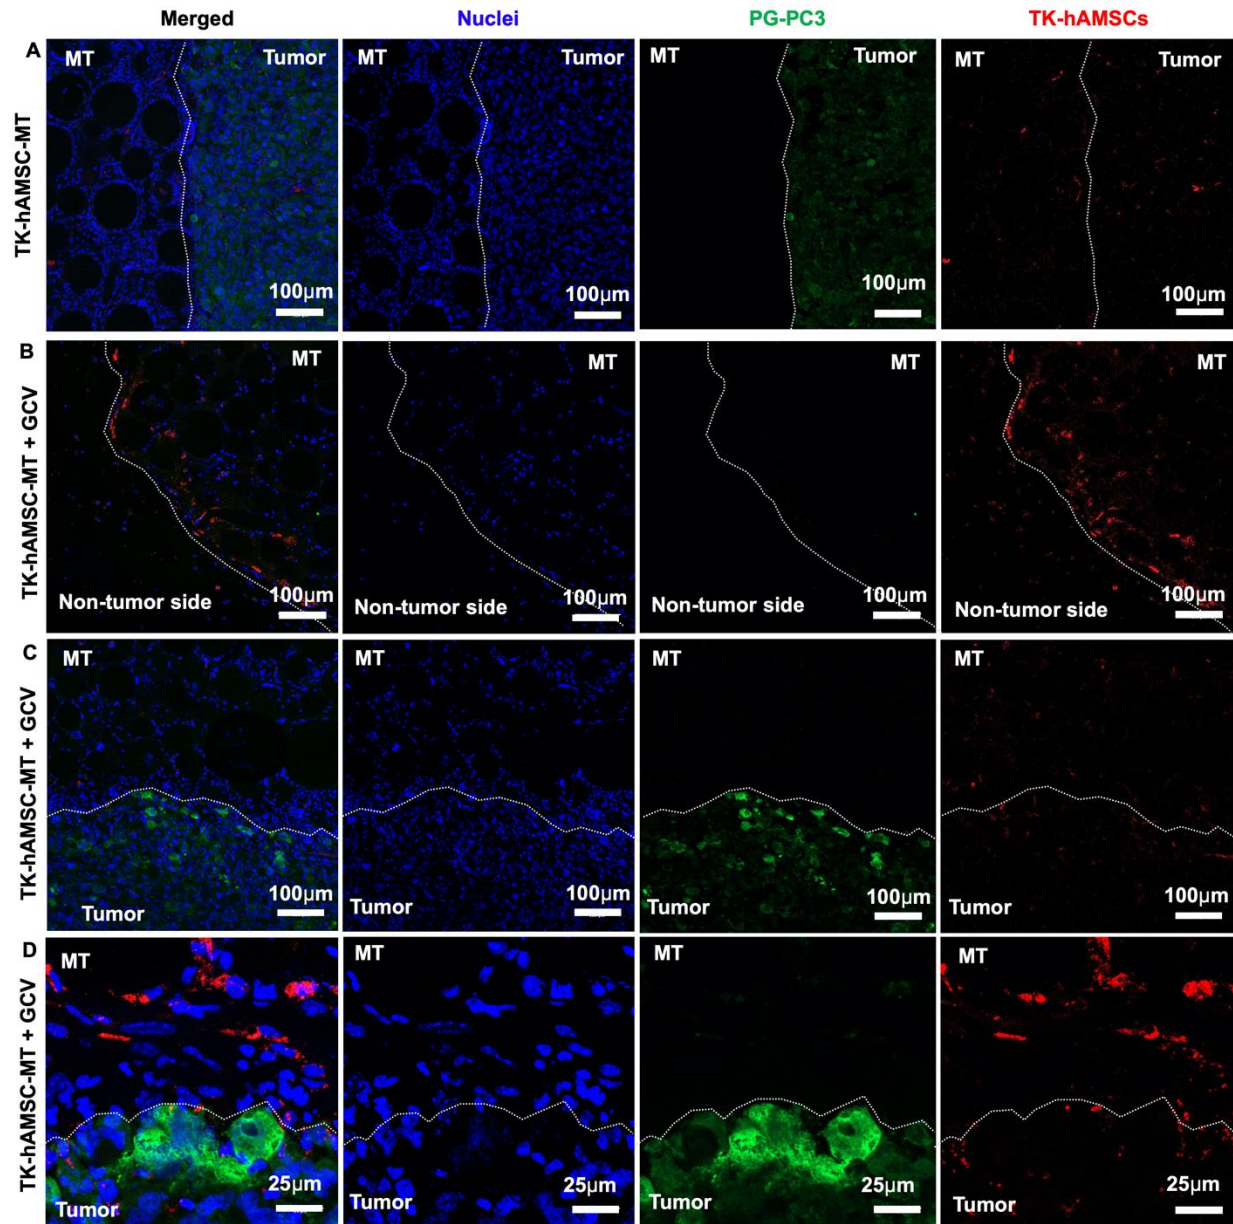 Merged Nuclei PG-PC3 TK-hAMSCs
A
TK-hAMSC-MT
MT Tumor MT Tumor MT Tumor MT Tumor
100µm 100µm 100µm 100µm
B
TK-hAMSC-MT + GCV
MT MT MT MT
Non-tumor side Non-tumor side Non-tumor side Non-tumor side
100µm 100µm 100µm 100µm
C
TK-hAMSC-MT + GCV
MT MT MT MT
100µm 100µm 100µm 100µm
Tumor Tumor Tumor Tumor
D
TK-hAMSC-MT + GCV
MT MT MT MT
25µm 25µm 25µm 25µm
Tumor Tumor Tumor Tumor